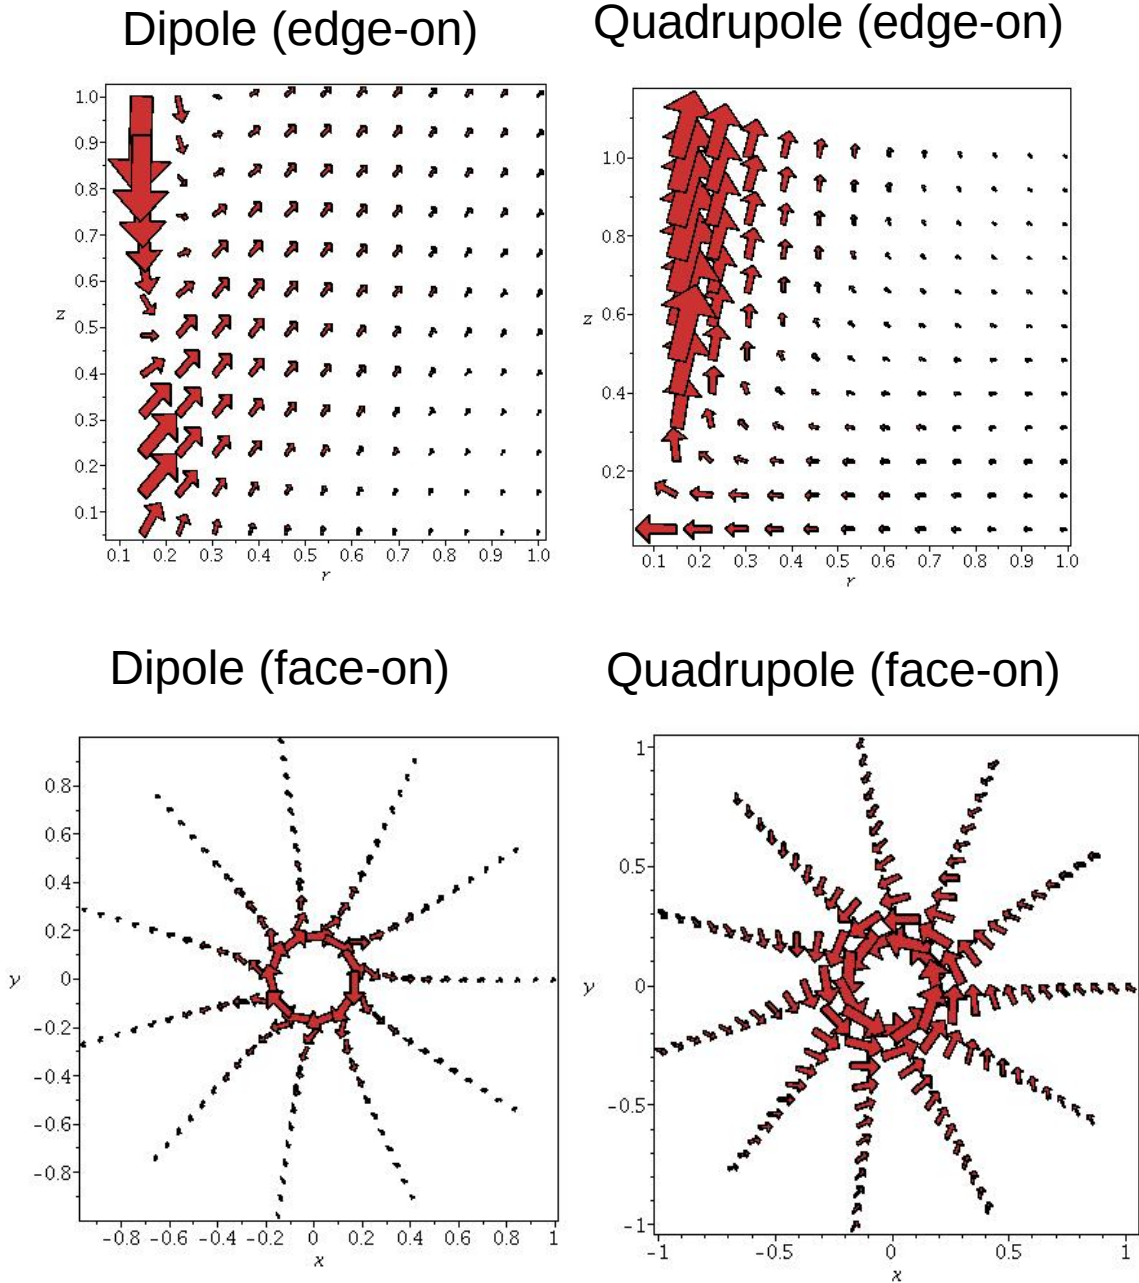 Dipole (edge-on)
Quadrupole (edge-on)
1.0
0.9
0.8
0.7
0.6
z
0.5
0.4
0.3
0.2
0.1
0.1 0.2 0.3 0.4 0.5 0.6 0.7 0.8 0.9 1.0
r
1.0
0.8
0.6
z
0.4
0.2
0.1 0.2 0.3 0.4 0.5 0.6 0.7 0.8 0.9 1.0
r
Dipole (face-on)
Quadrupole (face-on)
0.8
0.6
0.4
0.2
y
0
-0.2
-0.4
-0.6
-0.8
-0.8 -0.6 -0.4 -0.2 0 0.2 0.4 0.6 0.8 1
x
1
0.5
y
0
-0.5
-1
-1 -0.5 0 0.5 1
x